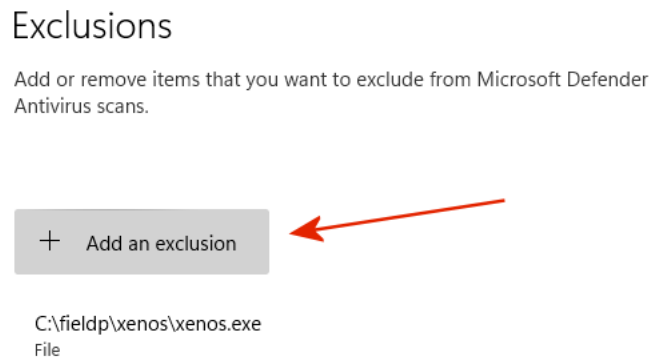 Exclusions
Add or remove items that you want to exclude from Microsoft Defender
Antivirus scans.
+ Add an exclusion
C:\fieldp\xenos\xenos.exe
File